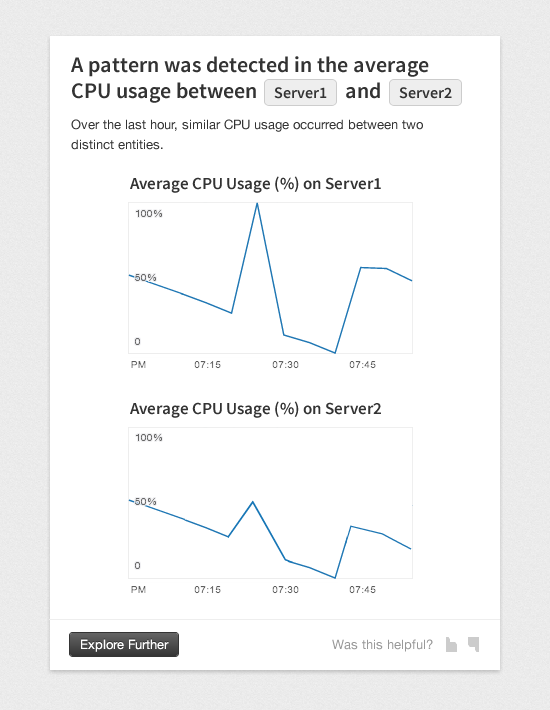 A pattern was detected in the average
CPU usage between Server1 and Server2
Over the last hour, similar CPU usage occurred between two
distinct entities.
Average CPU Usage (%) on Server1
100%
50%
0
PM 07:15 07:30 07:45
Average CPU Usage (%) on Server2
100%
50%
0
PM 07:15 07:30 07:45
Explore Further Was this helpful?